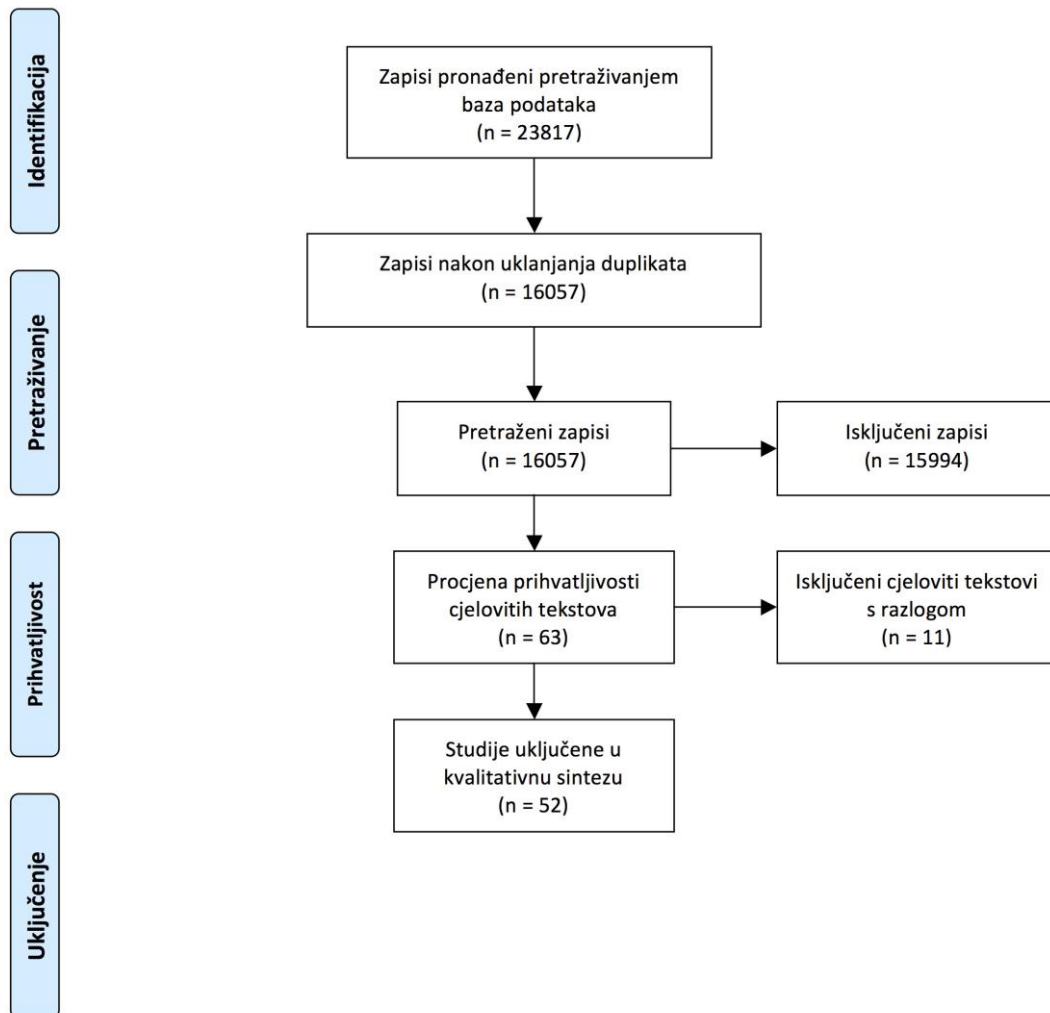 Identifikacija
Zapisi pronađeni pretraživanjem
baza podataka
(n = 23817)
Zapisi nakon uklanjanja duplikata
(n = 16057)
Pretraživanje
Pretraženi zapisi
(n = 16057)
Isključeni zapisi
(n = 15994)
Prihvatljivost
Procjena prihvatljivosti
cjelovitih tekstova
(n = 63)
Isključeni cjeloviti tekstovi
s razlogom
(n = 11)
Studije uključene u
kvalitativnu sintezu
(n = 52)
Uključenje